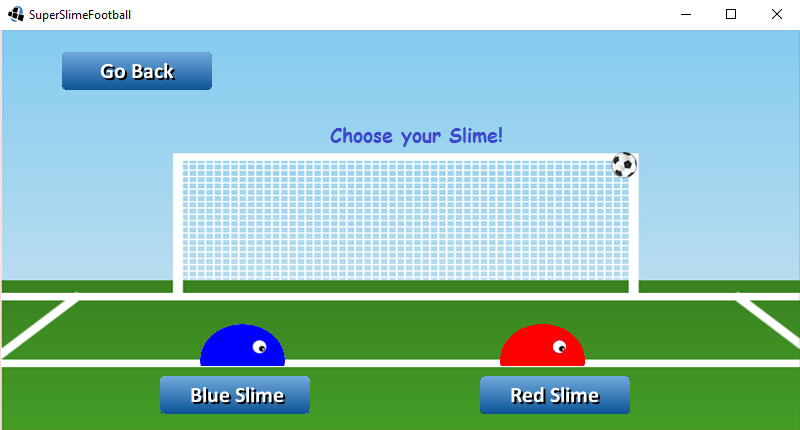 SuperSlimeFootball
Go Back
Choose your Slime!
Blue Slime
Red Slime